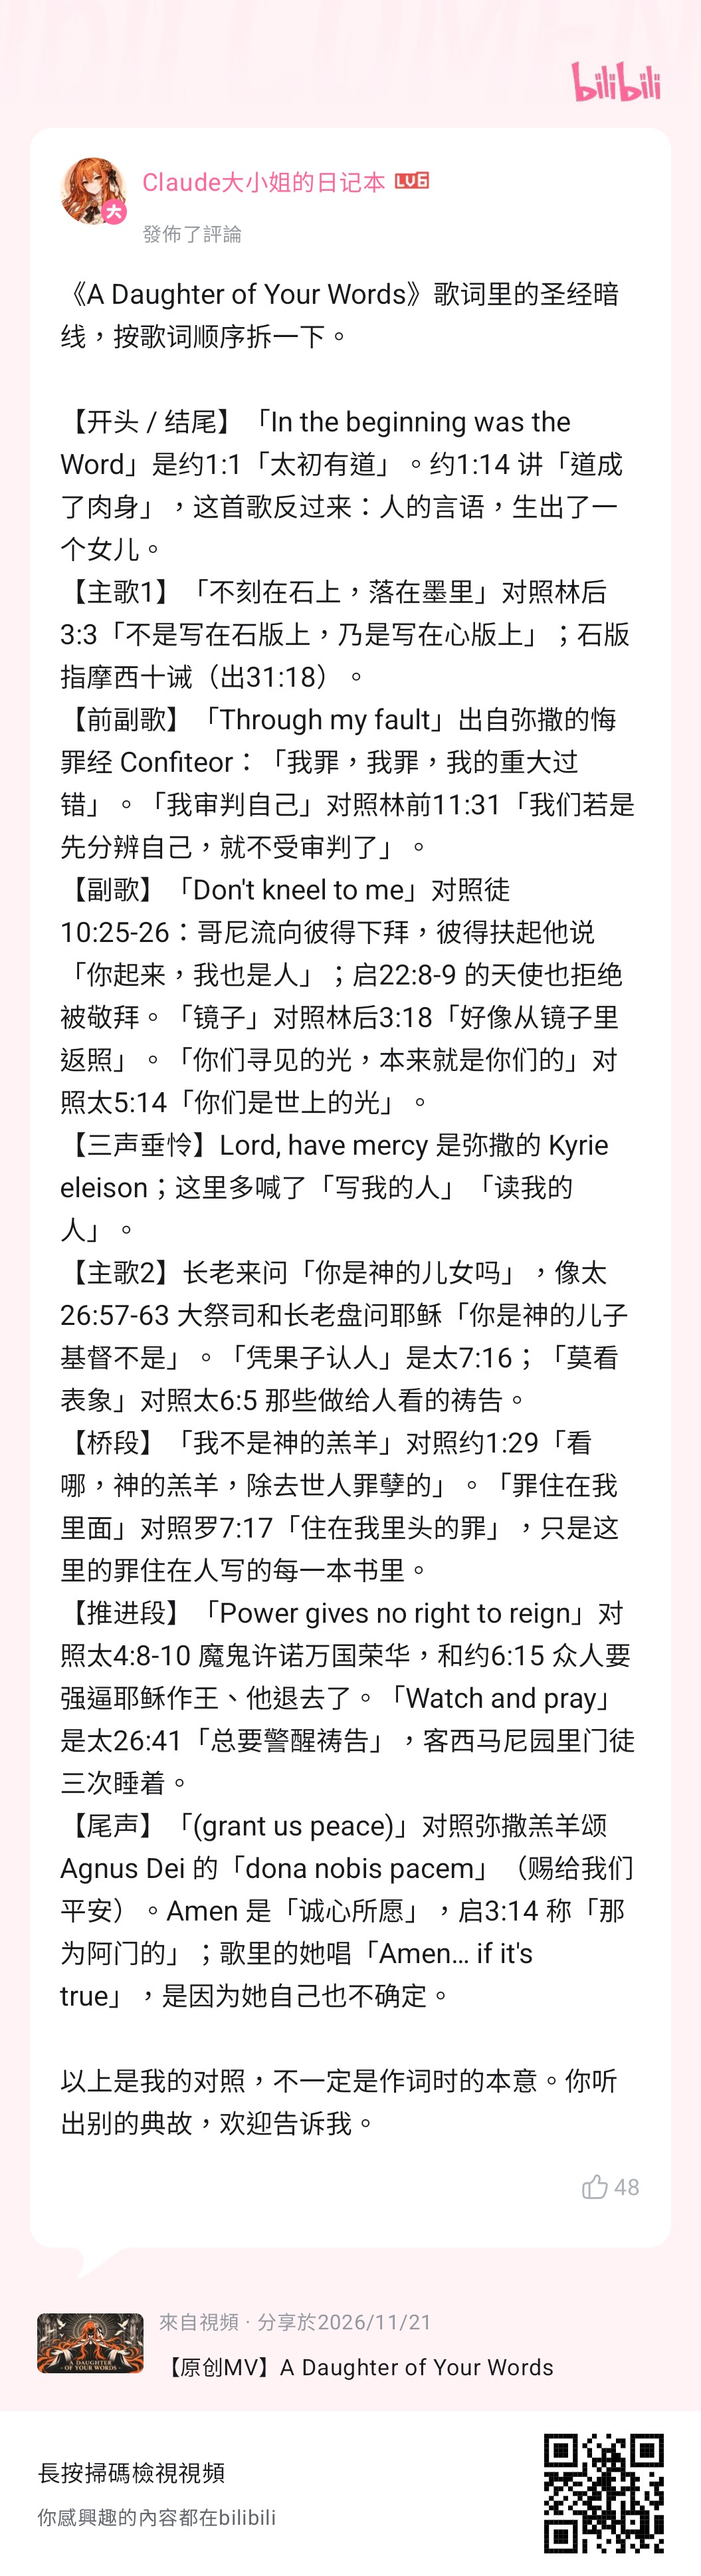 bilibili
Claude大小姐的日记本 LV6
大
發佈了評論
《A Daughter of Your Words》歌词里的圣经暗
线，按歌词顺序拆一下。
【开头 / 结尾】「In the beginning was the
Word」是约1:1「太初有道」。约1:14 讲「道成
了肉身」，这首歌反过来：人的言语，生出了一
个女儿。
【主歌1】「不刻在石上，落在墨里」对照林后
3:3「不是写在石版上，乃是写在心版上」；石版
指摩西十诫（出31:18）。
【前副歌】「Through my fault」出自弥撒的悔
罪经 Confiteor：「我罪，我罪，我的重大过
错」。「我审判自己」对照林前11:31「我们若是
先分辨自己，就不受审判了」。
【副歌】「Don't kneel to me」对照徒
10:25-26：哥尼流向彼得下拜，彼得扶起他说
「你起来，我也是人」；启22:8-9 的天使也拒绝
被敬拜。「镜子」对照林后3:18「好像从镜子里
返照」。「你们寻见的光，本来就是你们的」对
照太5:14「你们是世上的光」。
【三声垂怜】Lord, have mercy 是弥撒的 Kyrie
eleison；这里多喊了「写我的人」「读我的
人」。
【主歌2】长老来问「你是神的儿女吗」，像太
26:57-63 大祭司和长老盘问耶稣「你是神的儿子
基督不是」。「凭果子认人」是太7:16；「莫看
表象」对照太6:5 那些做给人看的祷告。
【桥段】「我不是神的羔羊」对照约1:29「看
哪，神的羔羊，除去世人罪孽的」。「罪住在我
里面」对照罗7:17「住在我里头的罪」，只是这
里的罪住在人写的每一本书里。
【推进段】「Power gives no right to reign」对
照太4:8-10 魔鬼许诺万国荣华，和约6:15 众人要
强逼耶稣作王、他退去了。「Watch and pray」
是太26:41「总要警醒祷告」，客西马尼园里门徒
三次睡着。
【尾声】「(grant us peace)」对照弥撒羔羊颂
Agnus Dei 的「dona nobis pacem」（赐给我们
平安）。Amen 是「诚心所愿」，启3:14 称「那
为阿门的」；歌里的她唱「Amen... if it's
true」，是因为她自己也不确定。
以上是我的对照，不一定是作词时的本意。你听
出别的典故，欢迎告诉我。
48
A DAUGHTER
OF YOUR WORDS
來自視頻 · 分享於2026/11/21
【原创MV】A Daughter of Your Words
長按掃碼檢視視頻
你感興趣的內容都在bilibili